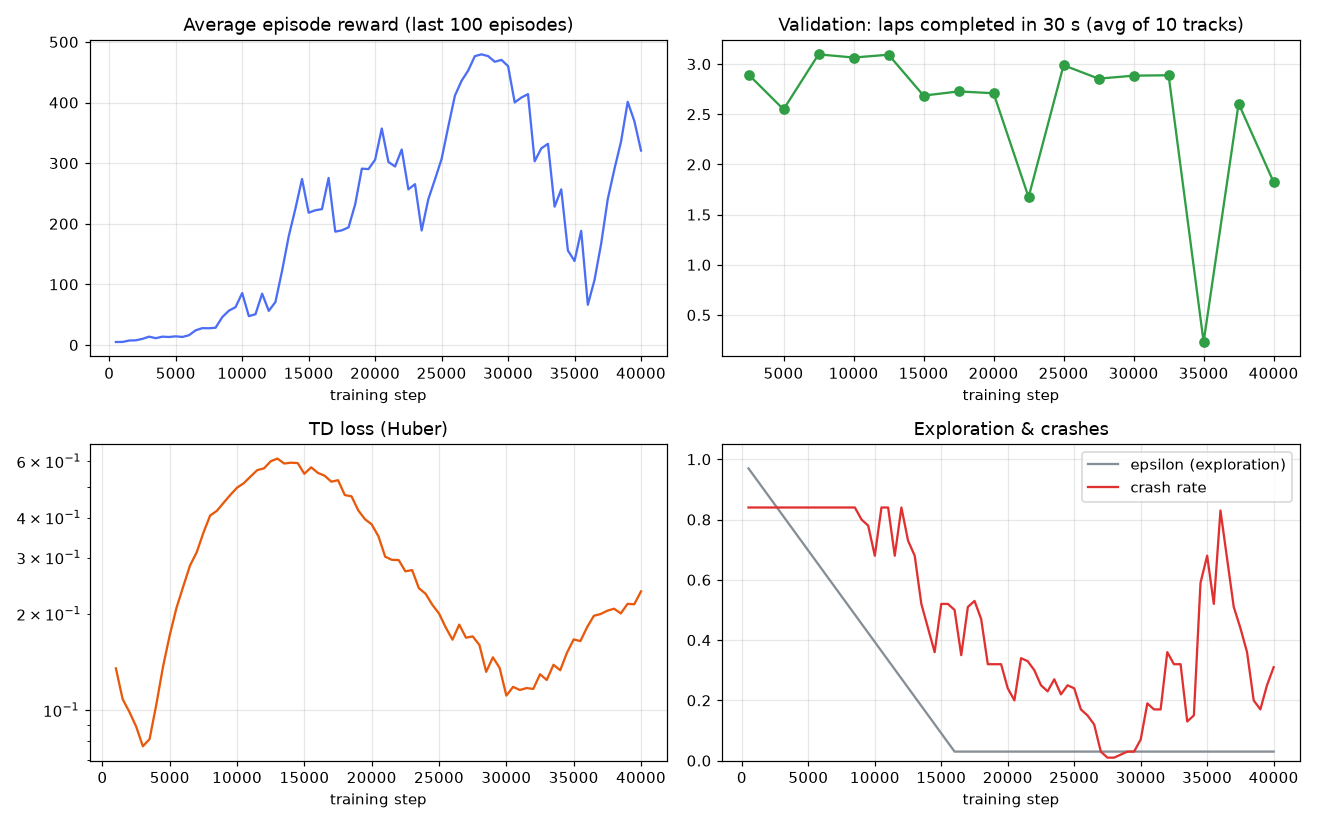 Average episode reward (last 100 episodes)
500
400
300
200
100
0
0 5000 10000 15000 20000 25000 30000 35000 40000
training step
Validation: laps completed in 30 s (avg of 10 tracks)
3.0
2.5
2.0
1.5
1.0
0.5
5000 10000 15000 20000 25000 30000 35000 40000
training step
TD loss (Huber)
6 × 10⁻¹
4 × 10⁻¹
3 × 10⁻¹
2 × 10⁻¹
10⁻¹
0 5000 10000 15000 20000 25000 30000 35000 40000
training step
Exploration & crashes
1.0
0.8
0.6
0.4
0.2
0.0
epsilon (exploration)
crash rate
0 5000 10000 15000 20000 25000 30000 35000 40000
training step